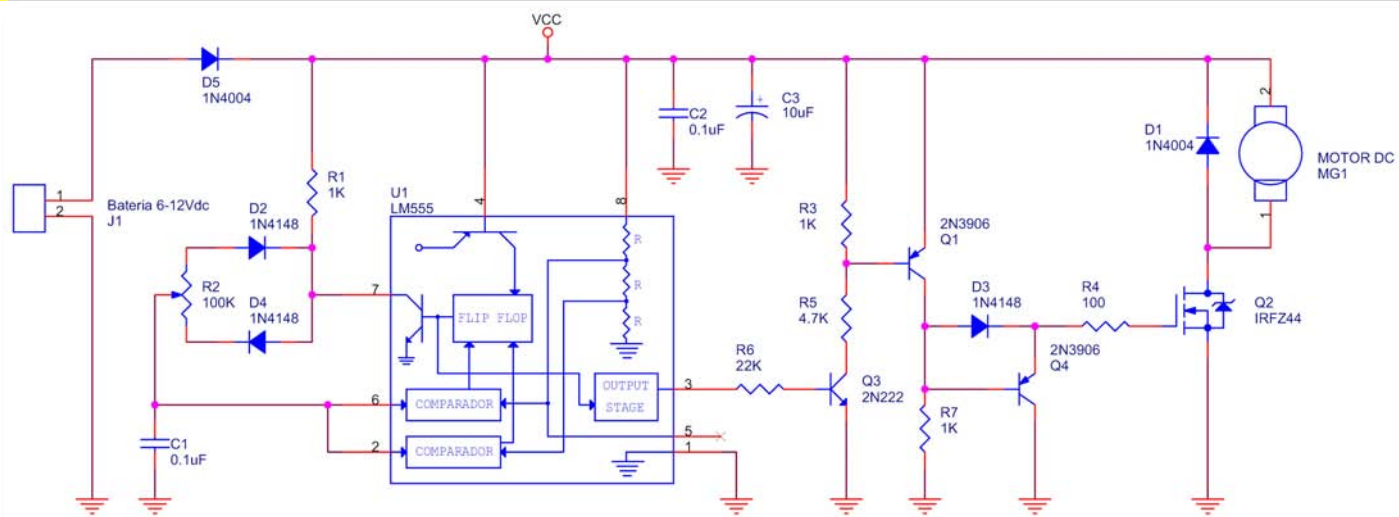 VCC
D5
1N4004
1
2
Bateria 6-12Vdc
J1
R1
1K
D2
1N4148
R2
100K
D4
1N4148
C1
0.1uF
U1
LM555
4
8
7
6
2
3
5
1
R
R
R
FLIP FLOP
COMPARADOR
COMPARADOR
OUTPUT
STAGE
C2
0.1uF
+
C3
10uF
R3
1K
R5
4.7K
R6
22K
Q3
2N222
2N3906
Q1
D3
1N4148
R4
100
2N3906
Q4
R7
1K
D1
1N4004
2
1
MOTOR DC
MG1
Q2
IRFZ44